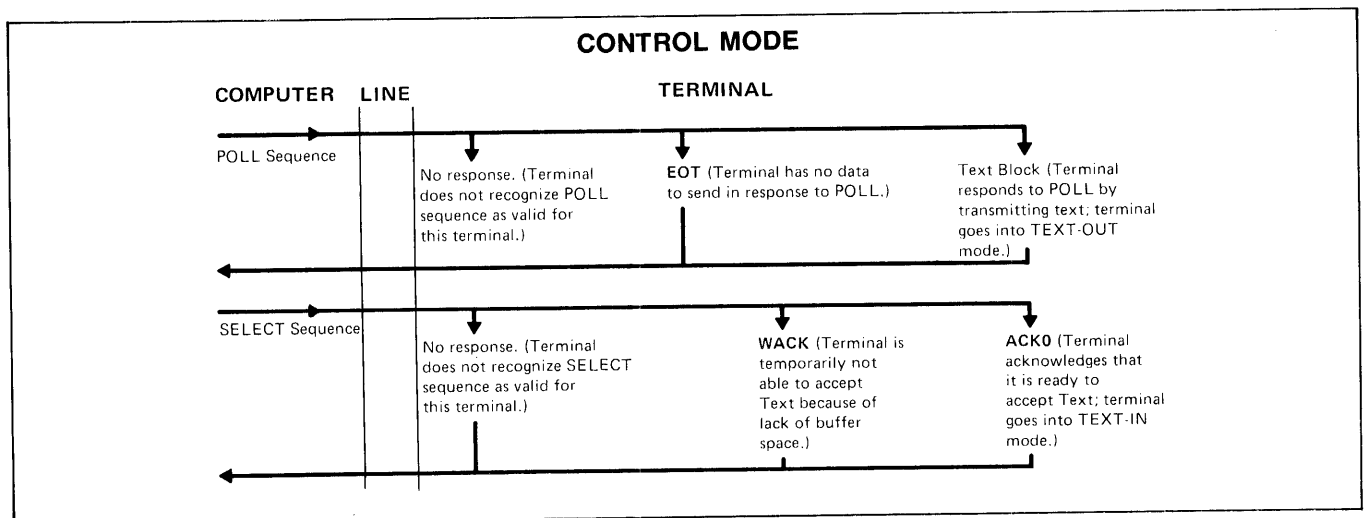 CONTROL MODE
COMPUTER LINE TERMINAL
POLL Sequence
No response. (Terminal
does not recognize POLL
sequence as valid for
this terminal.)
EOT (Terminal has no data
to send in response to POLL.)
Text Block (Terminal
responds to POLL by
transmitting text; terminal
goes into TEXT-OUT
mode.)
SELECT Sequence
No response. (Terminal
does not recognize SELECT
sequence as valid for
this terminal.)
WACK (Terminal is
temporarily not
able to accept
Text because of
lack of buffer
space.)
ACK0 (Terminal
acknowledges that
it is ready to
accept Text; terminal
goes into TEXT-IN
mode.)